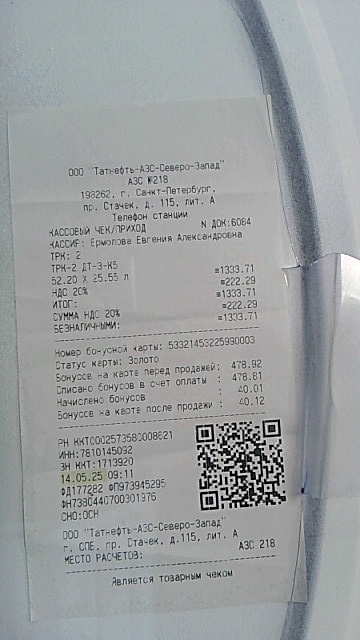 ООО "Татнефть-АЗС-Северо-Запад"
АЗС №218
198262, г. Санкт-Петербург,
пр. Стачек, д. 115, лит. А
Телефон станции
КАССОВЫЙ ЧЕК/ПРИХОД N ДОК:6084
КАССИР: Ермолова Евгения Александровна
ТРК: 2
ТРК-2 ДТ-З-К5
52.20 X 25.55 л =1333.71
НДС 20% =222.29
ИТОГ: =1333.71
СУММА НДС 20% =222.29
БЕЗНАЛИЧНЫМИ: =1333.71
Номер бонусной карты: 53321453225990003
Статус карты: Золото
Бонусов на карте перед продажей: 478.92
Списано бонусов в счет оплаты : 478.81
Начислено бонусов : 40.01
Бонусов на карте после продажи : 40.12
РН ККТ0002573580008621
ИНН:7810145092
ЗН ККТ:1713920
14.05.25 09:11
ФД177282 ФП973945295
ФН7380440700301376
СНО:ОСН
ООО "Татнефть-АЗС-Северо-Запад"
г. СПБ, пр. Стачек, д.115, лит. А
МЕСТО РАСЧЕТОВ: АЗС 218
Является товарным чеком